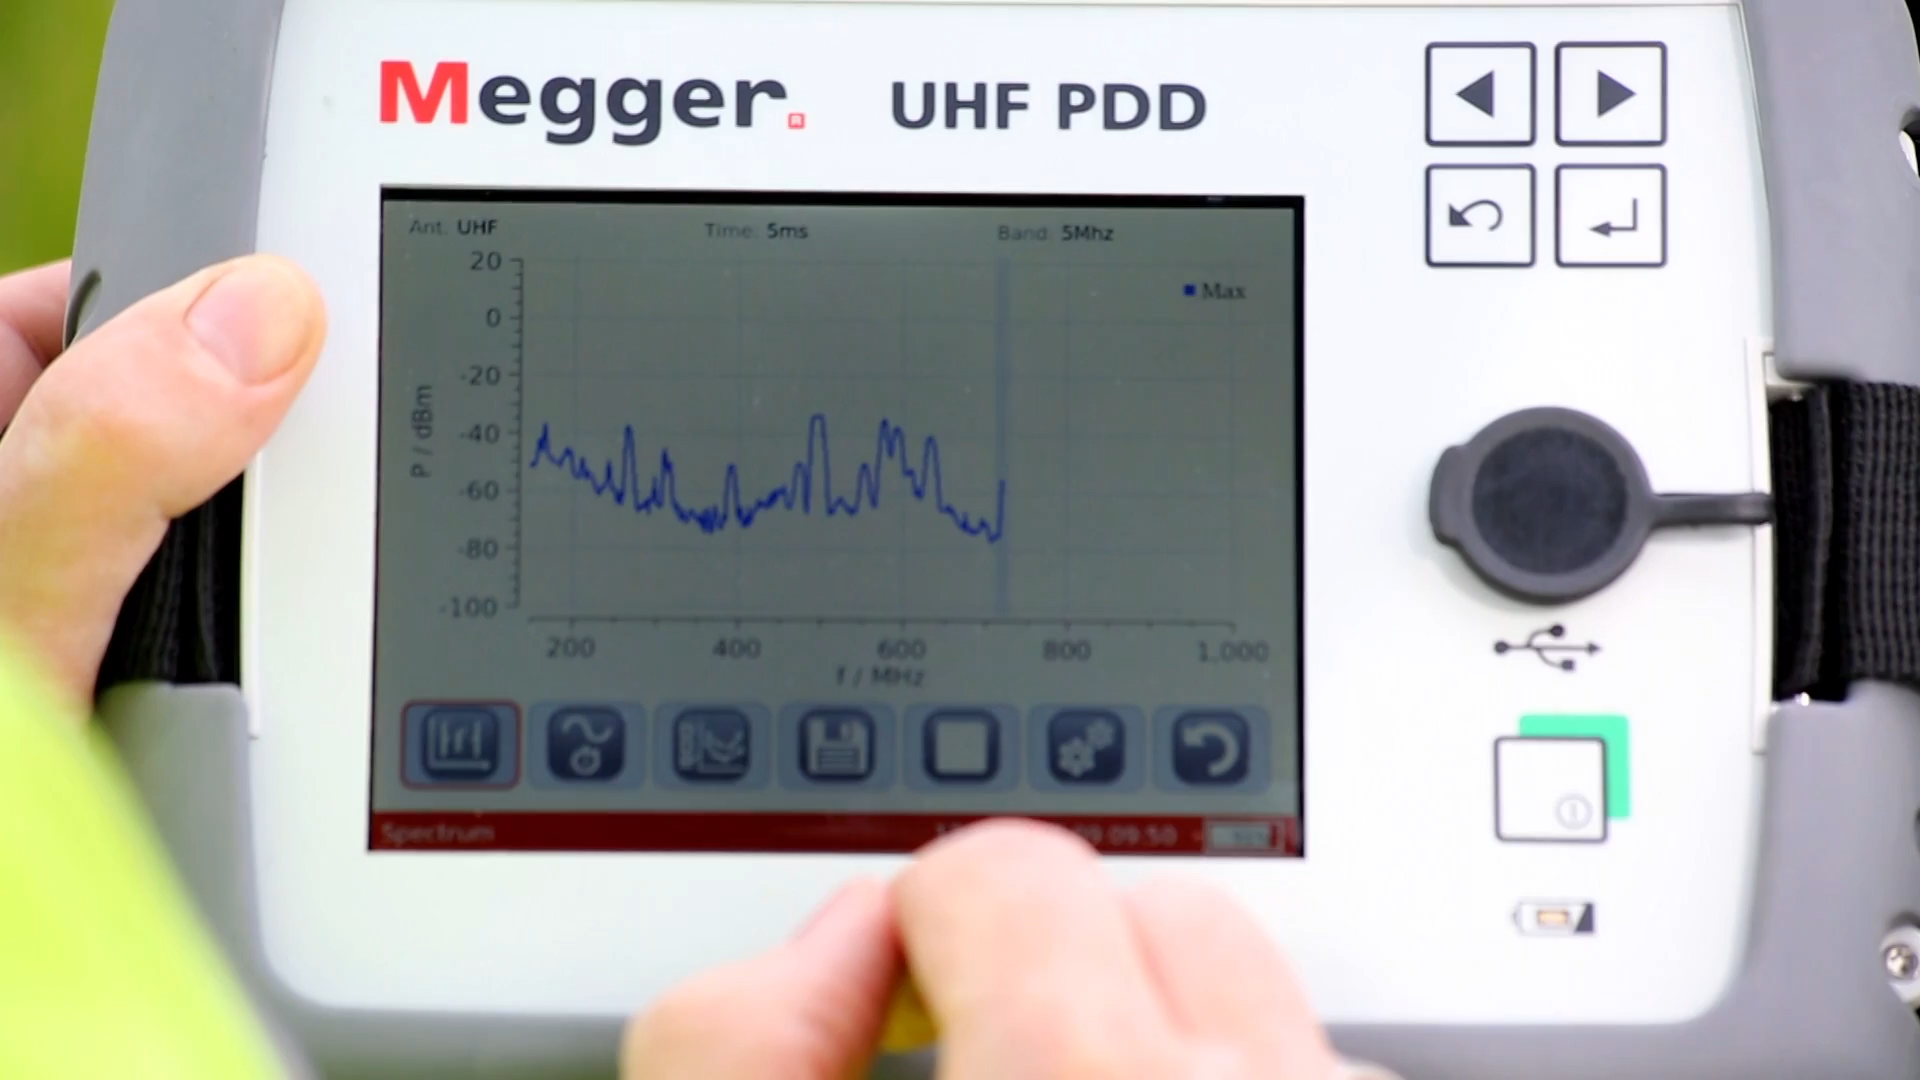 Megger. UHF PDD
Ant. UHF Time: 5ms Band: 5Mhz
Max
20
0
-20
-40
-60
-80
-100
P / dBm
200 400 600 800 1,000
f / MHz
Spectrum 09:50